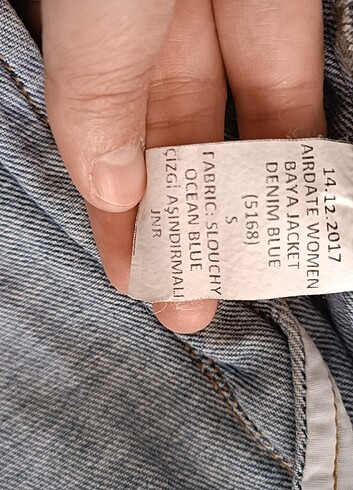 14.12.2017
AIRDATE WOMEN
BAYA JACKET
DENIM BLUE
(5168)
S
FABRIC: SLOUCHY
OCEAN BLUE
ÇİZGİ AŞINDIRMALI
JNR